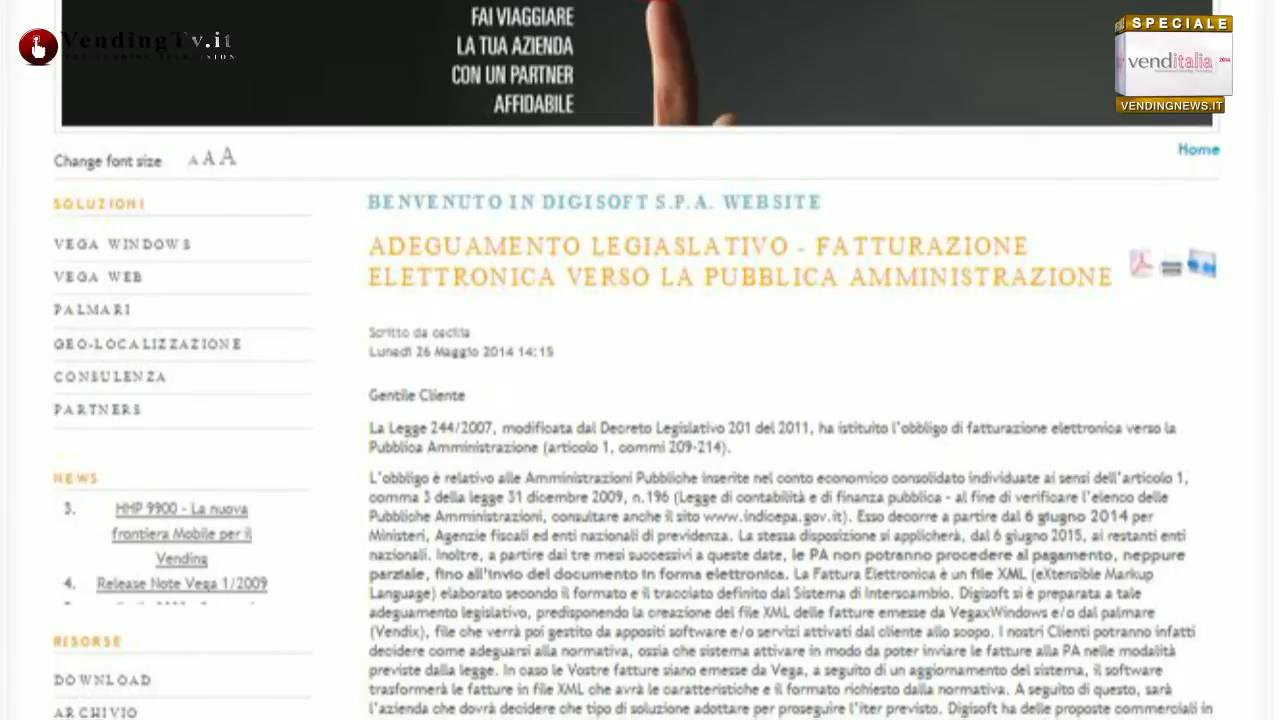 FAI VIAGGIARE
LA TUA AZIENDA
CON UN PARTNER
AFFIDABILE
VendingTv.it
SPECIALE
venditalia 2014
VENDINGNEWS.IT
Change font size A A A
Home
SOLUZIONI
VEGA WINDOWS
VEGA WEB
PALMARI
GEO-LOCALIZZAZIONE
CONSULENZA
PARTNERS
NEWS
3. HHP 9900 - La nuova
frontiera Mobile per il
Vending
4. Release Note Vega 1/2009
RISORSE
DOWNLOAD
ARCHIVIO
BENVENUTO IN DIGISOFT S.P.A. WEBSITE
ADEGUAMENTO LEGIASLATIVO - FATTURAZIONE
ELETTRONICA VERSO LA PUBBLICA AMMINISTRAZIONE
Scritto da cecilia
Lunedì 26 Maggio 2014 14:15
Gentile Cliente
La Legge 244/2007, modificata dal Decreto Legislativo 201 del 2011, ha istituito l'obbligo di fatturazione elettronica verso la
Pubblica Amministrazione (articolo 1, commi 209-214).
L'obbligo è relativo alle Amministrazioni Pubbliche inserite nel conto economico consolidato individuate ai sensi dell'articolo 1,
comma 3 della legge 31 dicembre 2009, n.196 (Legge di contabilità e di finanza pubblica - al fine di verificare l'elenco delle
Pubbliche Amministrazioni, consultare anche il sito www.indicepa.gov.it). Esso decorre a partire dal 6 giugno 2014 per
Ministeri, Agenzie fiscali ed enti nazionali di previdenza. La stessa disposizione si applicherà, dal 6 giugno 2015, ai restanti enti
nazionali. Inoltre, a partire dai tre mesi successivi a queste date, le PA non potranno procedere al pagamento, neppure
parziale, fino all'invio del documento in forma elettronica. La Fattura Elettronica è un file XML (eXtensible Markup
Language) elaborato secondo il formato e il tracciato definito dal Sistema di Interscambio. Digisoft si è preparata a tale
adeguamento legislativo, predisponendo la creazione del file XML delle fatture emesse da VegaxWindows e/o dal palmare
(Vendix), file che verrà poi gestito da appositi software e/o servizi attivati dal cliente allo scopo. I nostri Clienti potranno infatti
decidere come adeguarsi alla normativa, ossia che sistema attivare in modo da poter inviare le fatture alla PA nelle modalità
previste dalla legge. In caso le Vostre fatture siano emesse da Vega, a seguito di un aggiornamento del sistema, il software
trasformerà le fatture in file XML che avrà le caratteristiche e il formato richiesto dalla normativa. A seguito di questo, sarà
l'azienda che dovrà decidere che tipo di soluzione adottare per proseguire l'iter previsto. Digisoft ha delle proposte commerciali in